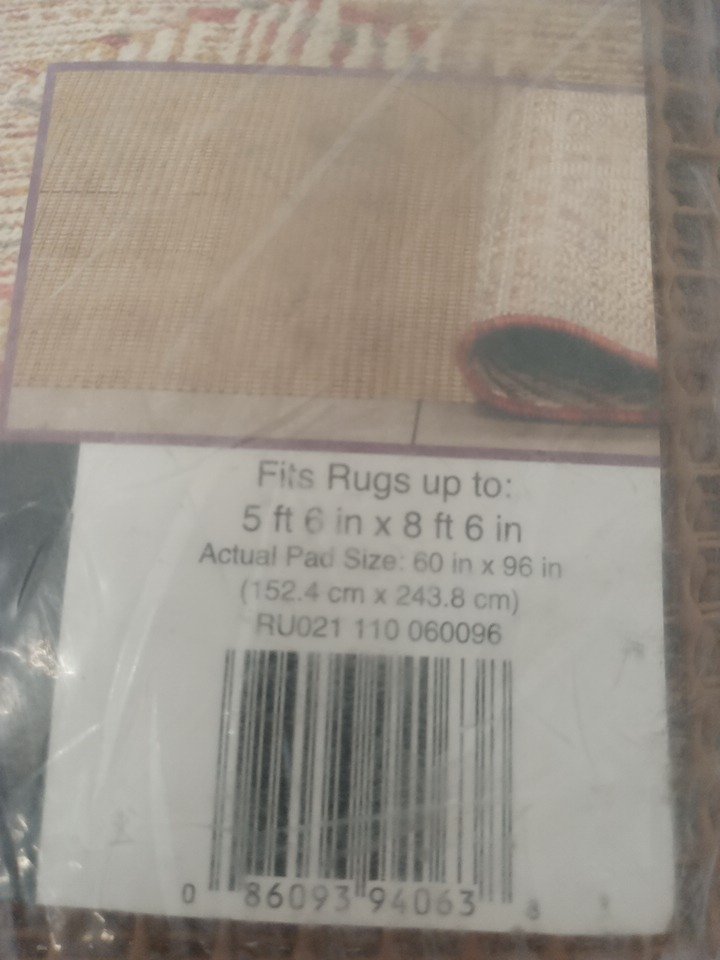 Fits Rugs up to:
5 ft 6 in x 8 ft 6 in
Actual Pad Size: 60 in x 96 in
(152.4 cm x 243.8 cm)
RU021 110 060096
0 86093 94063 8